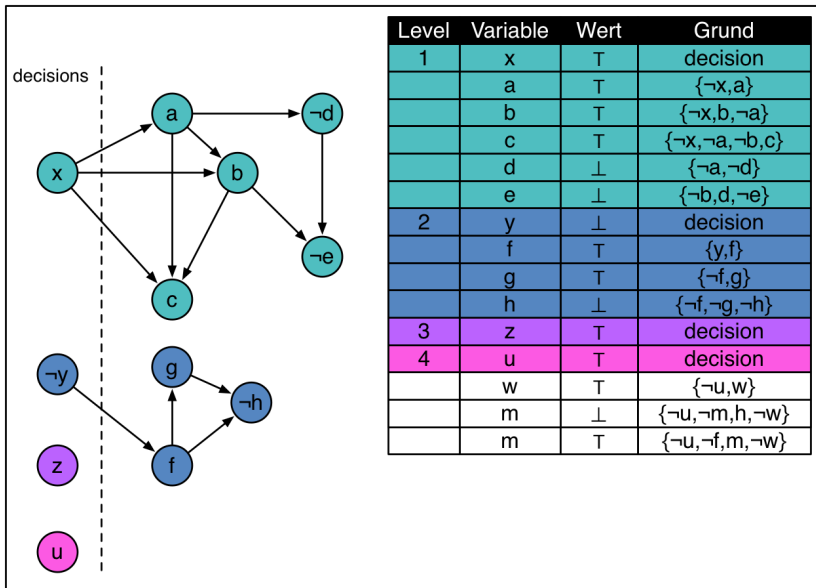 decisions
a
¬d
x
b
¬e
c
¬y
g
¬h
z
f
u
Level Variable Wert Grund
1 x ⊤ decision
a ⊤ {¬x,a}
b ⊤ {¬x,b,¬a}
c ⊤ {¬x,¬a,¬b,c}
d ⊥ {¬a,¬d}
e ⊥ {¬b,d,¬e}
2 y ⊥ decision
f ⊤ {y,f}
g ⊤ {¬f,g}
h ⊥ {¬f,¬g,¬h}
3 z ⊤ decision
4 u ⊤ decision
w ⊤ {¬u,w}
m ⊥ {¬u,¬m,h,¬w}
m ⊤ {¬u,¬f,m,¬w}